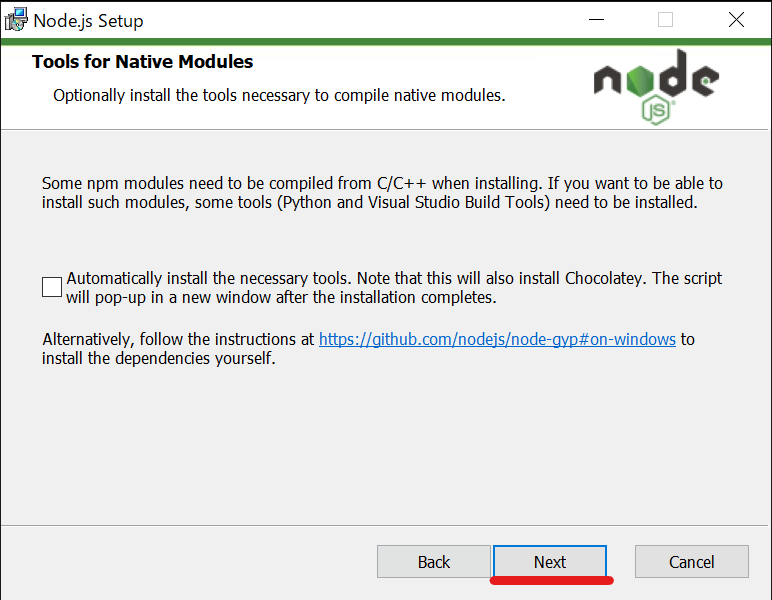 Node.js Setup
Tools for Native Modules
Optionally install the tools necessary to compile native modules.
node
JS
Some npm modules need to be compiled from C/C++ when installing. If you want to be able to
install such modules, some tools (Python and Visual Studio Build Tools) need to be installed.
Automatically install the necessary tools. Note that this will also install Chocolatey. The script
will pop-up in a new window after the installation completes.
Alternatively, follow the instructions at https://github.com/nodejs/node-gyp#on-windows to
install the dependencies yourself.
Back Next Cancel